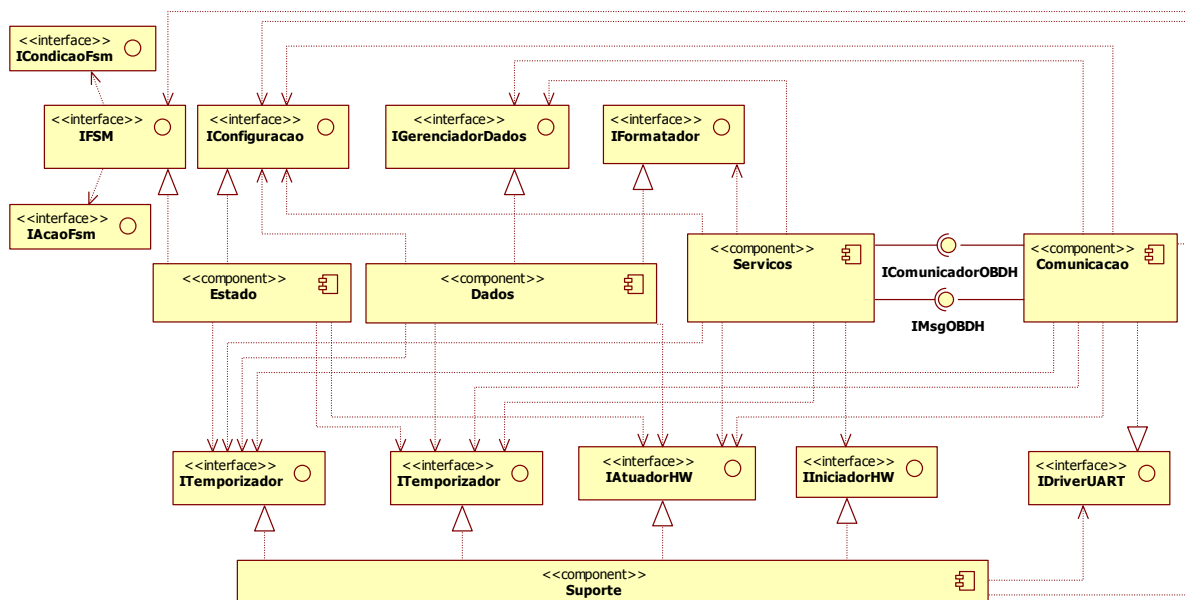 <<interface>>
ICondicaoFsm
<<interface>>
IFSM
<<interface>>
IConfiguracao
<<interface>>
IGerenciadorDados
<<interface>>
IFormatador
<<interface>>
IAcaoFsm
<<component>>
Estado
<<component>>
Dados
<<component>>
Servicos
IComunicadorOBDH
IMsgOBDH
<<component>>
Comunicacao
<<interface>>
ITemporizador
<<interface>>
ITemporizador
<<interface>>
IAtuadorHW
<<interface>>
IIniciadorHW
<<interface>>
IDriverUART
<<component>>
Suporte